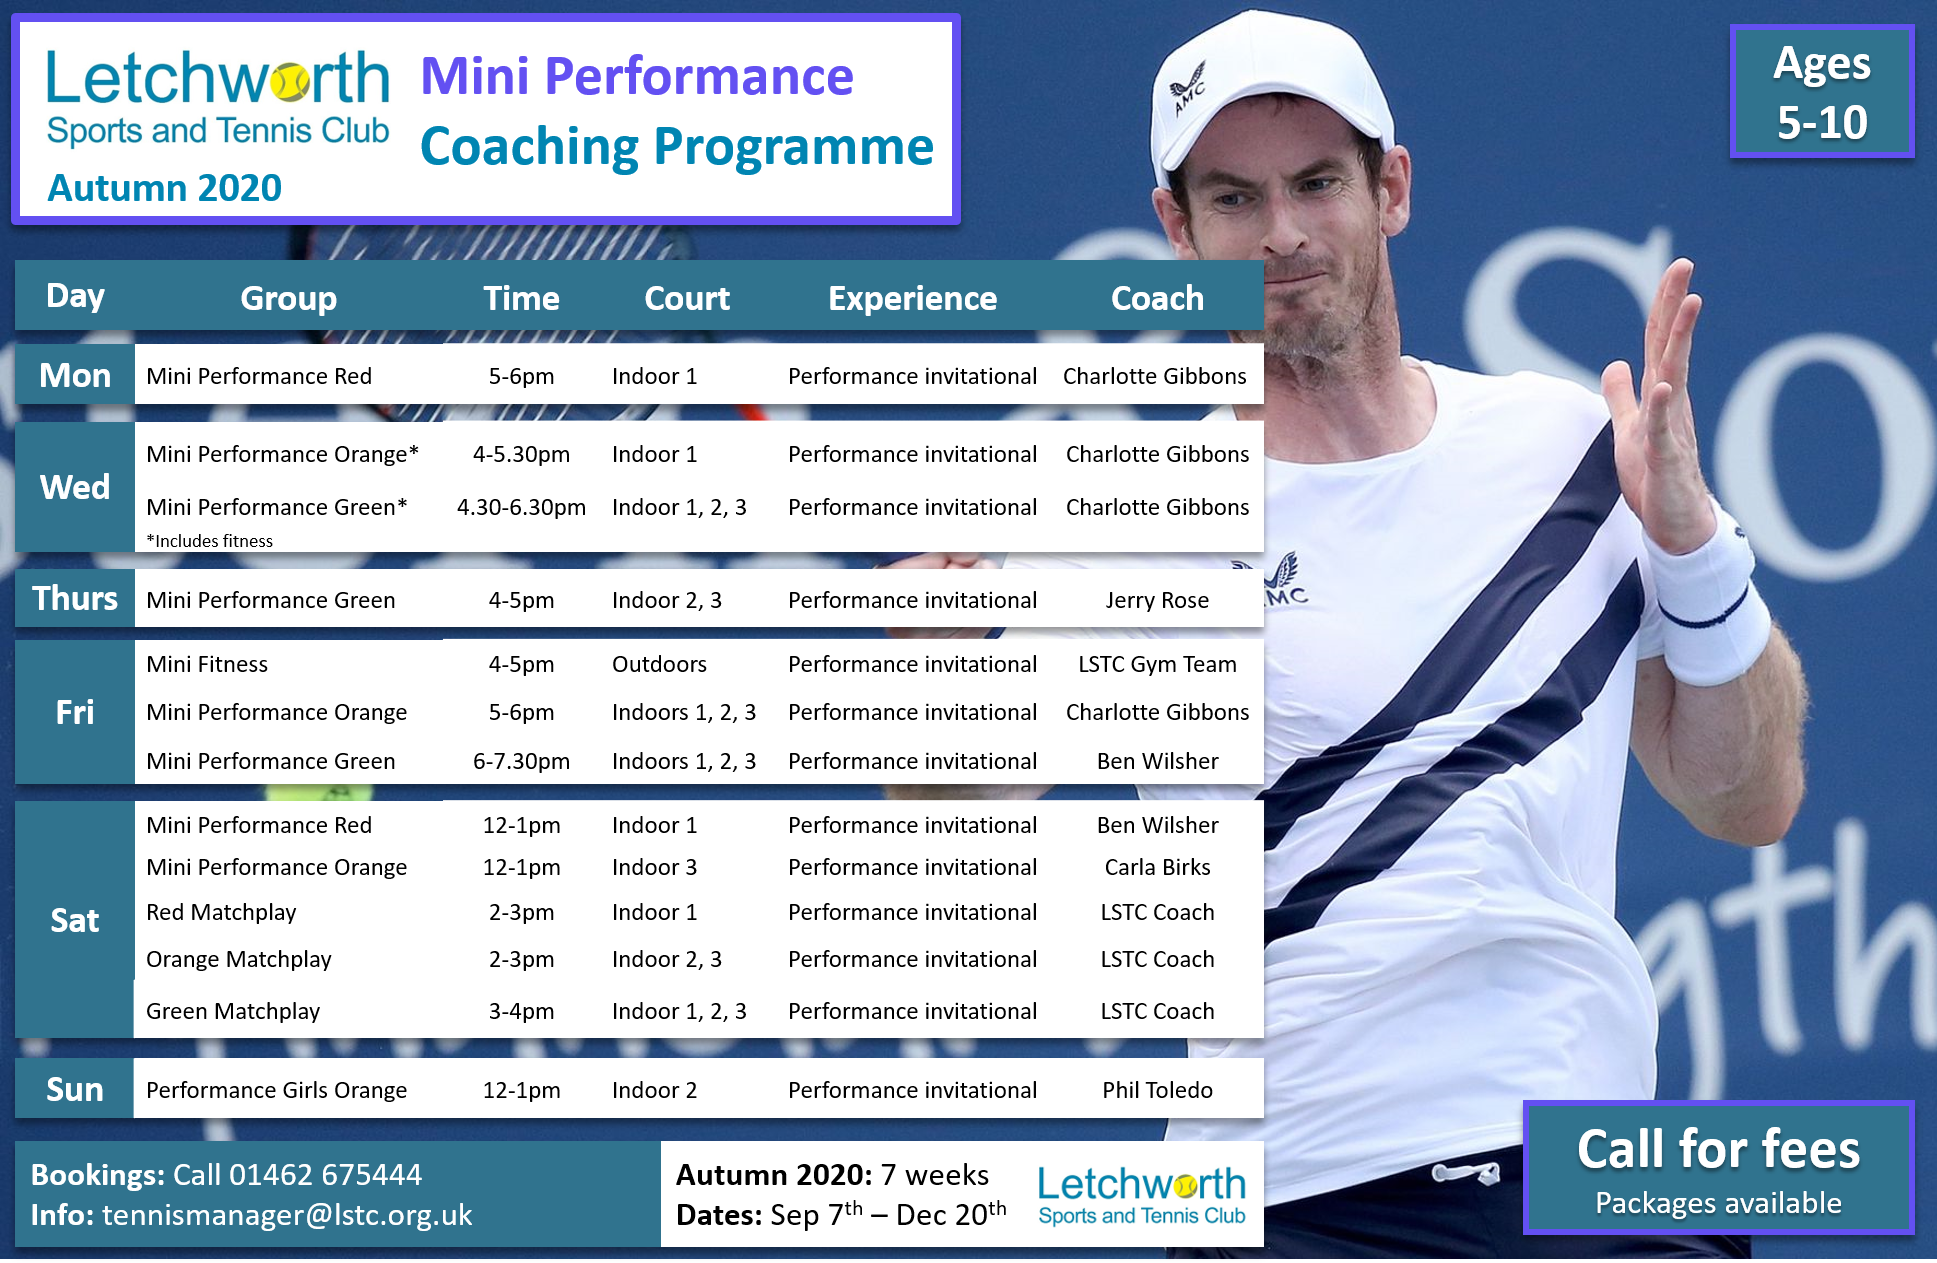 Letchworth
Sports and Tennis Club
Autumn 2020
Mini Performance
Coaching Programme
Ages
5-10
AMC
Day Group Time Court Experience Coach
Mon Mini Performance Red 5-6pm Indoor 1 Performance invitational Charlotte Gibbons
Wed
Mini Performance Orange* 4-5.30pm Indoor 1 Performance invitational Charlotte Gibbons
Mini Performance Green* 4.30-6.30pm Indoor 1, 2, 3 Performance invitational Charlotte Gibbons
*Includes fitness
Thurs Mini Performance Green 4-5pm Indoor 2, 3 Performance invitational Jerry Rose
Fri
Mini Fitness 4-5pm Outdoors Performance invitational LSTC Gym Team
Mini Performance Orange 5-6pm Indoors 1, 2, 3 Performance invitational Charlotte Gibbons
Mini Performance Green 6-7.30pm Indoors 1, 2, 3 Performance invitational Ben Wilsher
Sat
Mini Performance Red 12-1pm Indoor 1 Performance invitational Ben Wilsher
Mini Performance Orange 12-1pm Indoor 3 Performance invitational Carla Birks
Red Matchplay 2-3pm Indoor 1 Performance invitational LSTC Coach
Orange Matchplay 2-3pm Indoor 2, 3 Performance invitational LSTC Coach
Green Matchplay 3-4pm Indoor 1, 2, 3 Performance invitational LSTC Coach
Sun Performance Girls Orange 12-1pm Indoor 2 Performance invitational Phil Toledo
Bookings: Call 01462 675444
Info: tennismanager@lstc.org.uk
Autumn 2020: 7 weeks
Dates: Sep 7th – Dec 20th
Letchworth
Sports and Tennis Club
Call for fees
Packages available